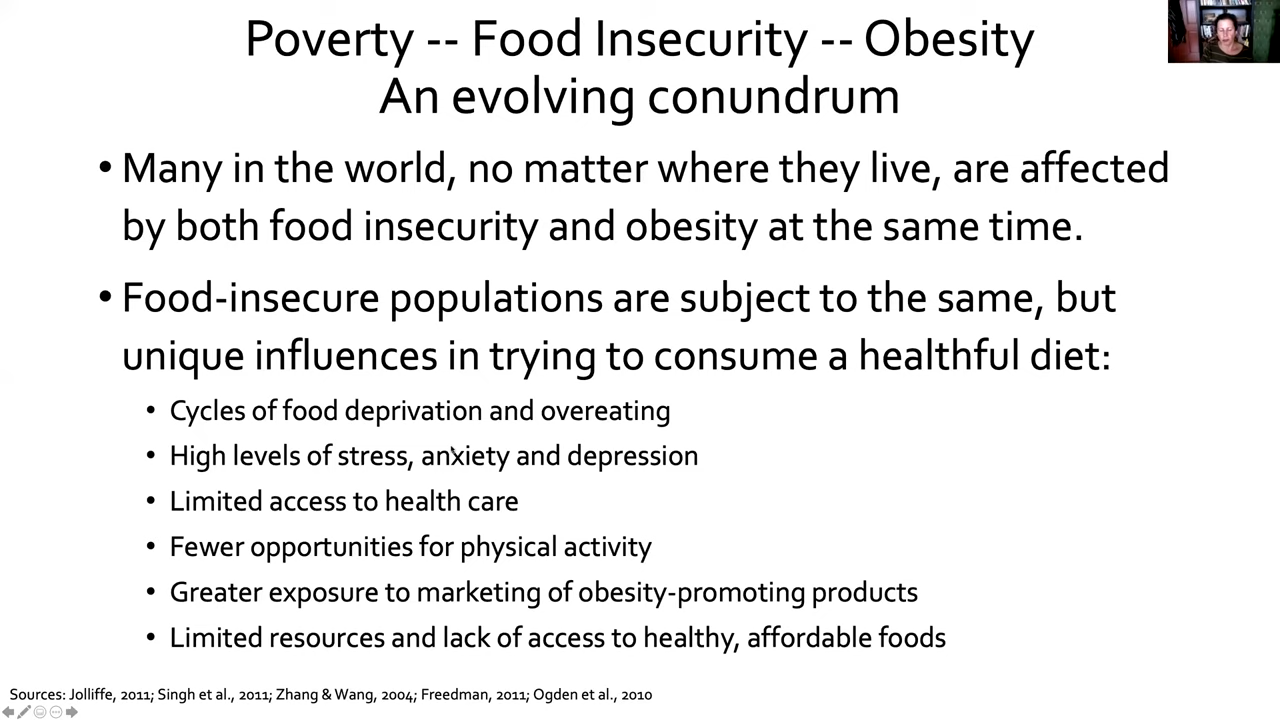 Poverty -- Food Insecurity -- Obesity
An evolving conundrum
• Many in the world, no matter where they live, are affected
by both food insecurity and obesity at the same time.
• Food-insecure populations are subject to the same, but
unique influences in trying to consume a healthful diet:
• Cycles of food deprivation and overeating
• High levels of stress, anxiety and depression
• Limited access to health care
• Fewer opportunities for physical activity
• Greater exposure to marketing of obesity-promoting products
• Limited resources and lack of access to healthy, affordable foods
Sources: Jolliffe, 2011; Singh et al., 2011; Zhang & Wang, 2004; Freedman, 2011; Ogden et al., 2010